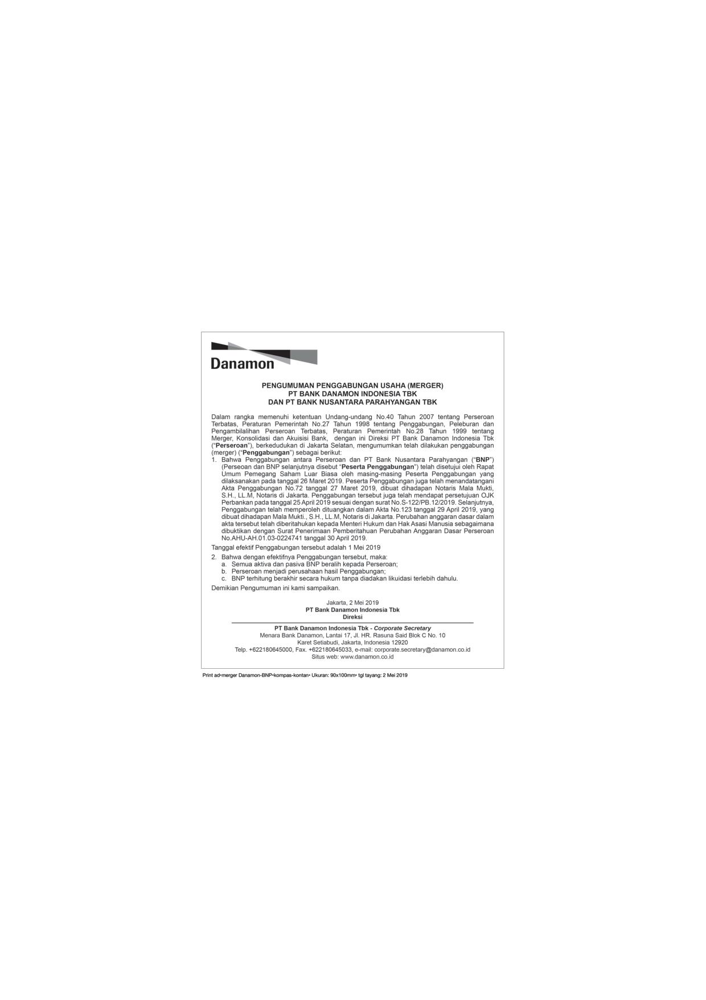 Danamon
PENGUMUMAN PENGGABUNGAN USAHA (MERGER)
PT BANK DANAMON INDONESIA TBK
DAN PT BANK NUSANTARA PARAHYANGAN TBK
Dalam rangka memenuhi ketentuan Undang-undang No.40 Tahun 2007 tentang Perseroan
Terbatas, Peraturan Pemerintah No.27 Tahun 1998 tentang Penggabungan, Peleburan dan
Pengambilalihan Perseroan Terbatas, Peraturan Pemerintah No.28 Tahun 1999 tentang
Merger, Konsolidasi dan Akuisisi Bank, dengan ini Direksi PT Bank Danamon Indonesia Tbk
(“Perseroan”), berkedudukan di Jakarta Selatan, mengumumkan telah dilakukan penggabungan
(merger) (“Penggabungan”) sebagai berikut:
1. Bahwa Penggabungan antara Perseroan dan PT Bank Nusantara Parahyangan (“BNP”)
(Perseoan dan BNP selanjutnya disebut “Peserta Penggabungan”) telah disetujui oleh Rapat
Umum Pemegang Saham Luar Biasa oleh masing-masing Peserta Penggabungan yang
dilaksanakan pada tanggal 26 Maret 2019. Peserta Penggabungan juga telah menandatangani
Akta Penggabungan No.72 tanggal 27 Maret 2019, dibuat dihadapan Notaris Mala Mukti,
S.H., LL.M, Notaris di Jakarta. Penggabungan tersebut juga telah mendapat persetujuan OJK
Perbankan pada tanggal 25 April 2019 sesuai dengan surat No.S-122/PB.12/2019. Selanjutnya,
Penggabungan telah memperoleh dituangkan dalam Akta No.123 tanggal 29 April 2019, yang
dibuat dihadapan Mala Mukti., S.H., LL.M, Notaris di Jakarta. Perubahan anggaran dasar dalam
akta tersebut telah diberitahukan kepada Menteri Hukum dan Hak Asasi Manusia sebagaimana
dibuktikan dengan Surat Penerimaan Pemberitahuan Perubahan Anggaran Dasar Perseroan
No.AHU-AH.01.03-0224741 tanggal 30 April 2019.
Tanggal efektif Penggabungan tersebut adalah 1 Mei 2019
2. Bahwa dengan efektifnya Penggabungan tersebut, maka:
a. Semua aktiva dan pasiva BNP beralih kepada Perseroan;
b. Perseroan menjadi perusahaan hasil Penggabungan;
c. BNP terhitung berakhir secara hukum tanpa diadakan likuidasi terlebih dahulu.
Demikian Pengumuman ini kami sampaikan.
Jakarta, 2 Mei 2019
PT Bank Danamon Indonesia Tbk
Direksi
PT Bank Danamon Indonesia Tbk - Corporate Secretary
Menara Bank Danamon, Lantai 17, Jl. HR. Rasuna Said Blok C No. 10
Karet Setiabudi, Jakarta, Indonesia 12920
Telp. +622180645000, Fax. +622180645033, e-mail: corporate.secretary@danamon.co.id
Situs web: www.danamon.co.id
Print ad•merger Danamon-BNP•kompas-kontan• Ukuran: 90x100mm• tgl tayang: 2 Mei 2019